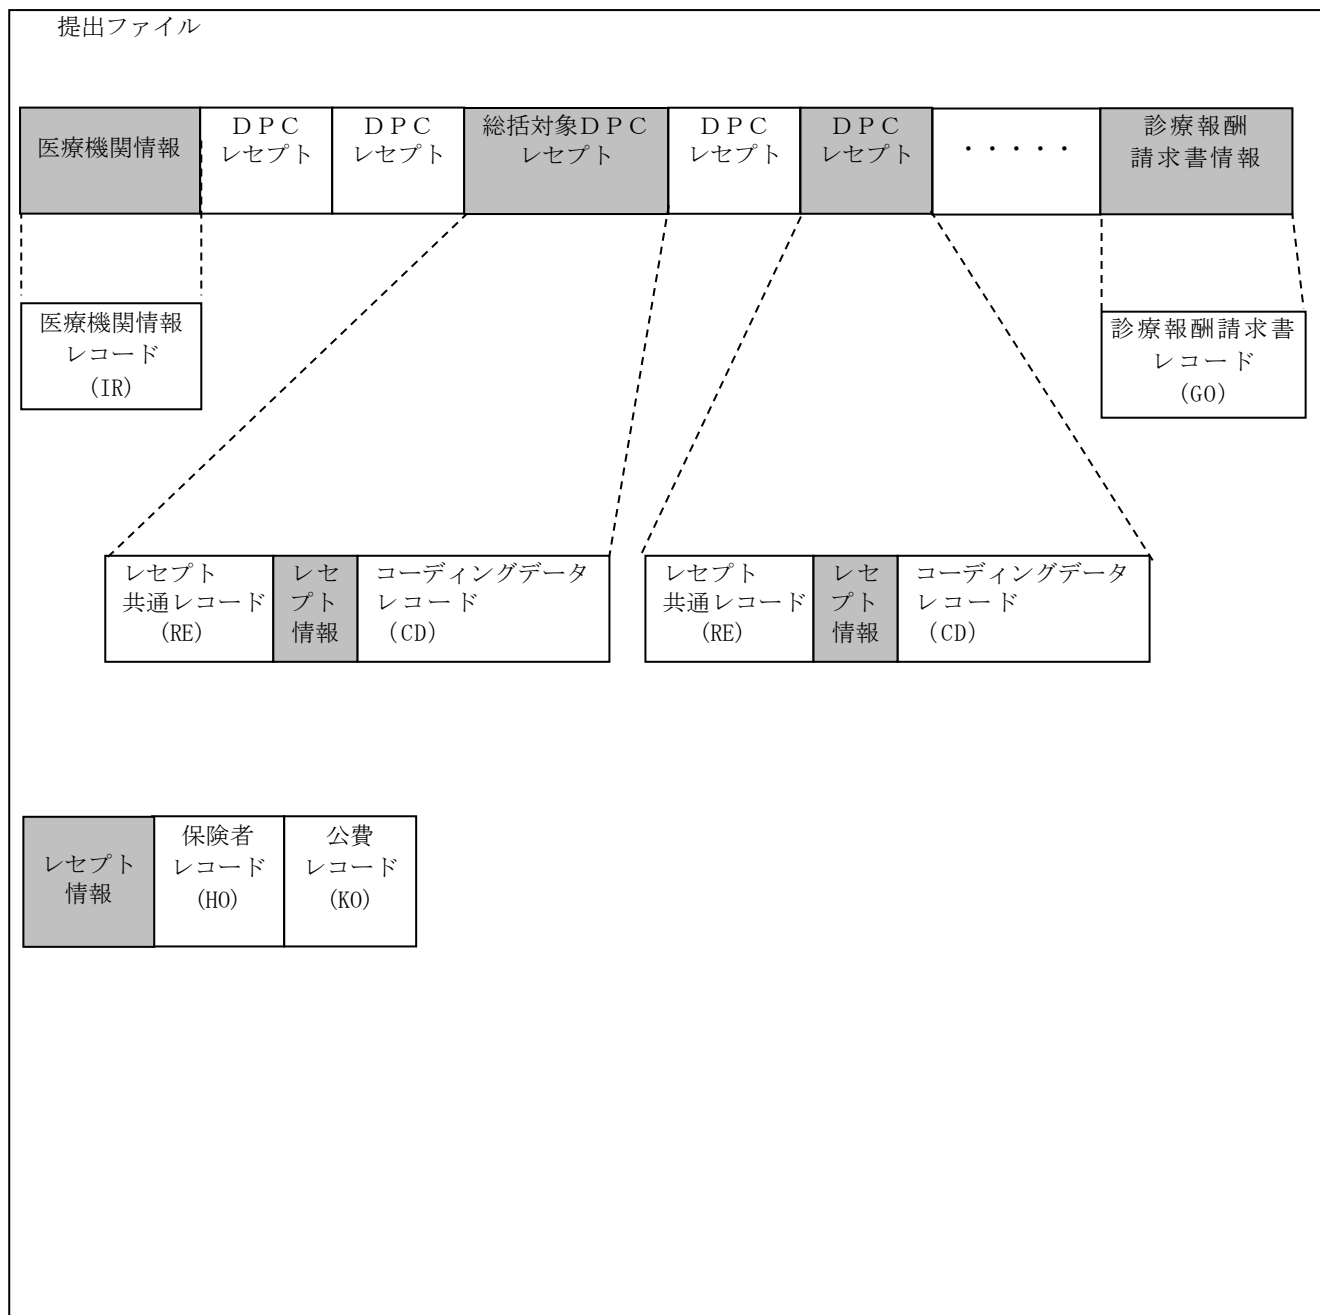 提出ファイル
医療機関情報
ＤＰＣ
レセプト
ＤＰＣ
レセプト
総括対象ＤＰＣ
レセプト
ＤＰＣ
レセプト
ＤＰＣ
レセプト
・・・・・
診療報酬
請求書情報
医療機関情報
レコード
(IR)
診療報酬請求書
レコード
(GO)
レセプト
共通レコード
(RE)
レセ
プト
情報
コーディングデータ
レコード
(CD)
レセプト
共通レコード
(RE)
レセ
プト
情報
コーディングデータ
レコード
(CD)
レセプト
情報
保険者
レコード
(HO)
公費
レコード
(KO)